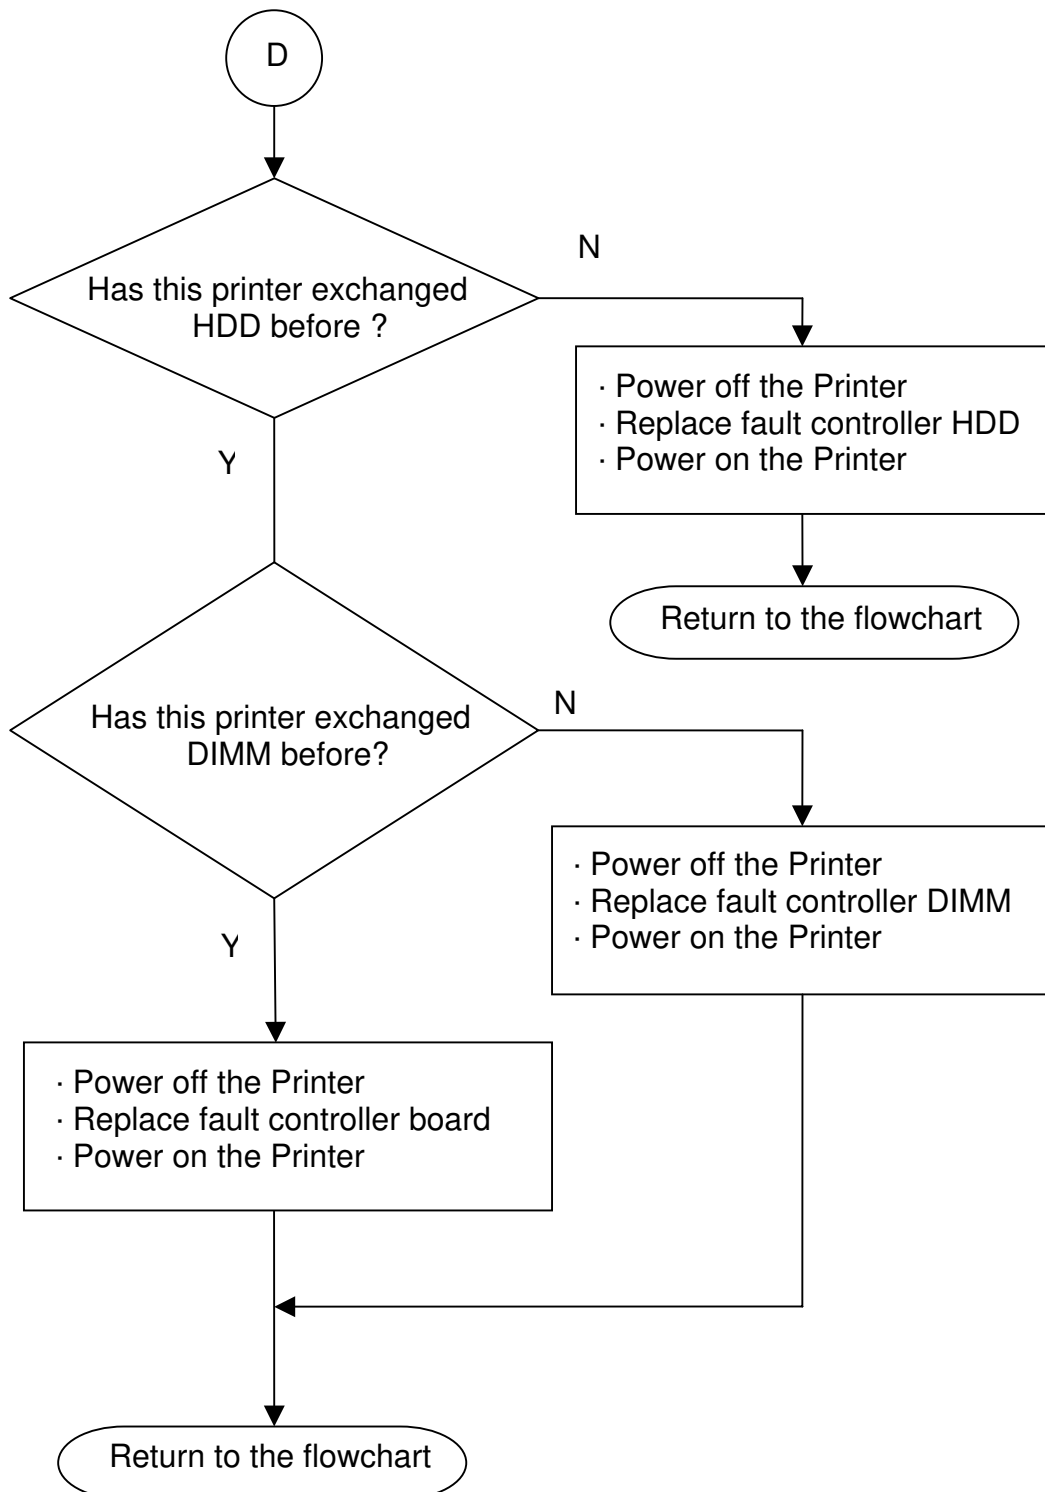 D
Has this printer exchanged
HDD before ?
N
· Power off the Printer
· Replace fault controller HDD
· Power on the Printer
Y
Return to the flowchart
Has this printer exchanged
DIMM before?
N
· Power off the Printer
· Replace fault controller DIMM
· Power on the Printer
Y
· Power off the Printer
· Replace fault controller board
· Power on the Printer
Return to the flowchart